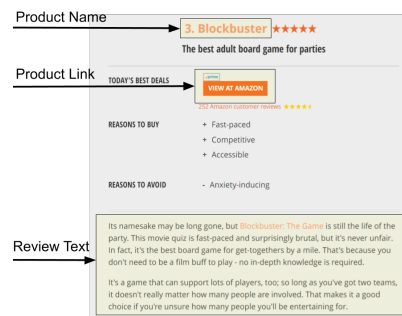 Product Name
3. Blockbuster ★★★★★
The best adult board game for parties
Product Link
TODAY'S BEST DEALS
VIEW AT AMAZON
252 Amazon customer reviews
REASONS TO BUY
+ Fast-paced
+ Competitive
+ Accessible
REASONS TO AVOID
- Anxiety-inducing
Review Text
Its namesake may be long gone, but Blockbuster: The Game is still the life of the
party. This movie quiz is fast-paced and surprisingly brutal, but it's never unfair.
In fact, it's the best board game for get-togethers by a mile. That's because you
don't need to be a film buff to play - no in-depth knowledge is required.
It's a game that can support lots of players, too; so long as you've got two teams,
it doesn't really matter how many people are involved. That makes it a good
choice if you're unsure how many people you'll be entertaining for.